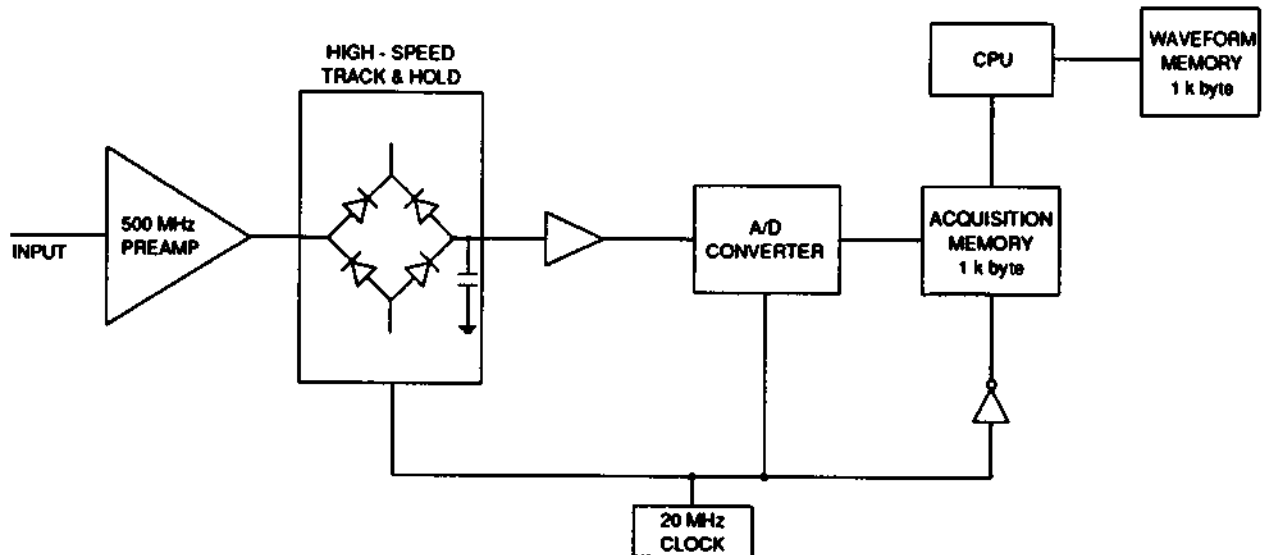 HIGH - SPEED
TRACK & HOLD
CPU
WAVEFORM
MEMORY
1 k byte
500 MHz
PREAMP
INPUT
A/D
CONVERTER
ACQUISITION
MEMORY
1 k byte
20 MHz
CLOCK